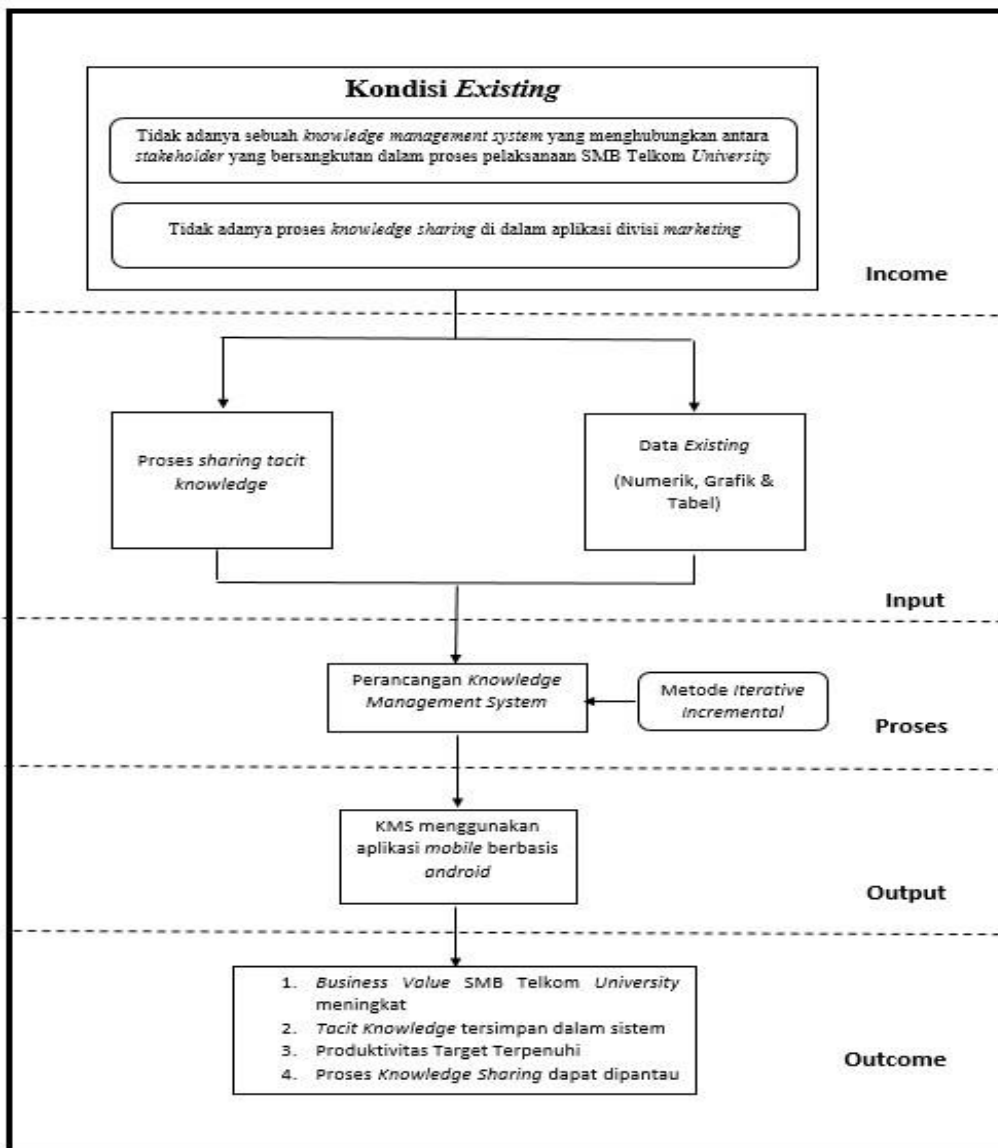 Kondisi Existing
Tidak adanya sebuah knowledge management system yang menghubungkan antara
stakeholder yang bersangkutan dalam proses pelaksanaan SMB Telkom University
Tidak adanya proses knowledge sharing di dalam aplikasi divisi marketing
Income
Proses sharing tacit
knowledge
Data Existing
(Numerik, Grafik &
Tabel)
Input
Perancangan Knowledge
Management System
Metode Iterative
Incremental
Proses
KMS menggunakan
aplikasi mobile berbasis
android
Output
1. Business Value SMB Telkom University
meningkat
2. Tacit Knowledge tersimpan dalam sistem
3. Produktivitas Target Terpenuhi
4. Proses Knowledge Sharing dapat dipantau
Outcome